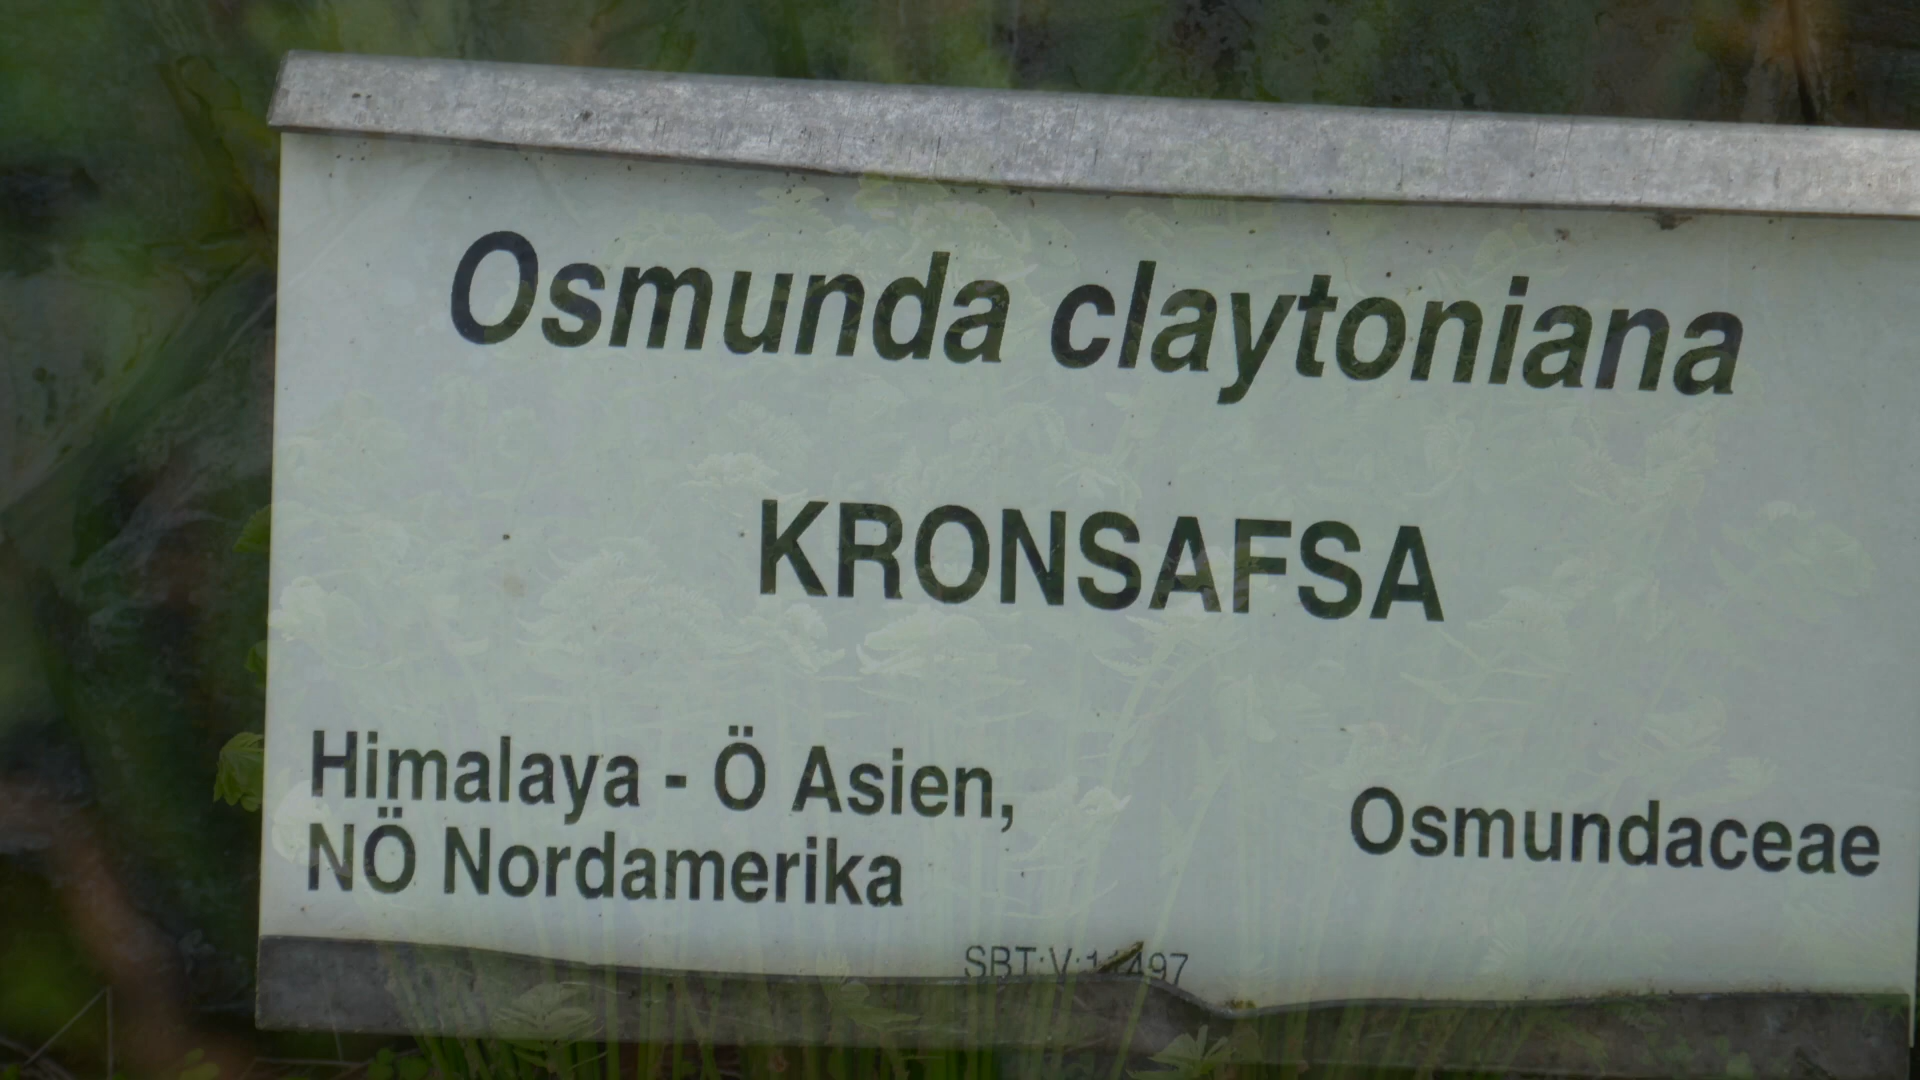 Osmunda claytoniana
KRONSAFSA
Himalaya - Ö Asien,
NÖ Nordamerika
Osmundaceae